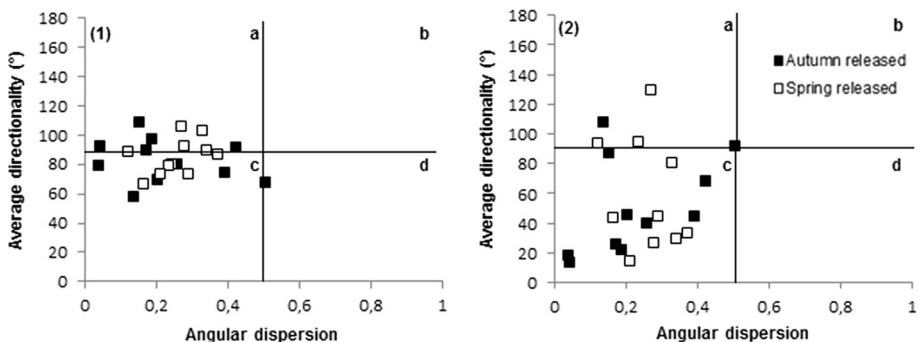 Average directionality (°)
180
160
140
120
100
80
60
40
20
0
(1)
a
b
c
d
0
0,2
0,4
0,6
0,8
1
Angular dispersion
Average directionality (°)
180
160
140
120
100
80
60
40
20
0
(2)
a
b
Autumn released
Spring released
c
d
0
0,2
0,4
0,6
0,8
1
Angular dispersion